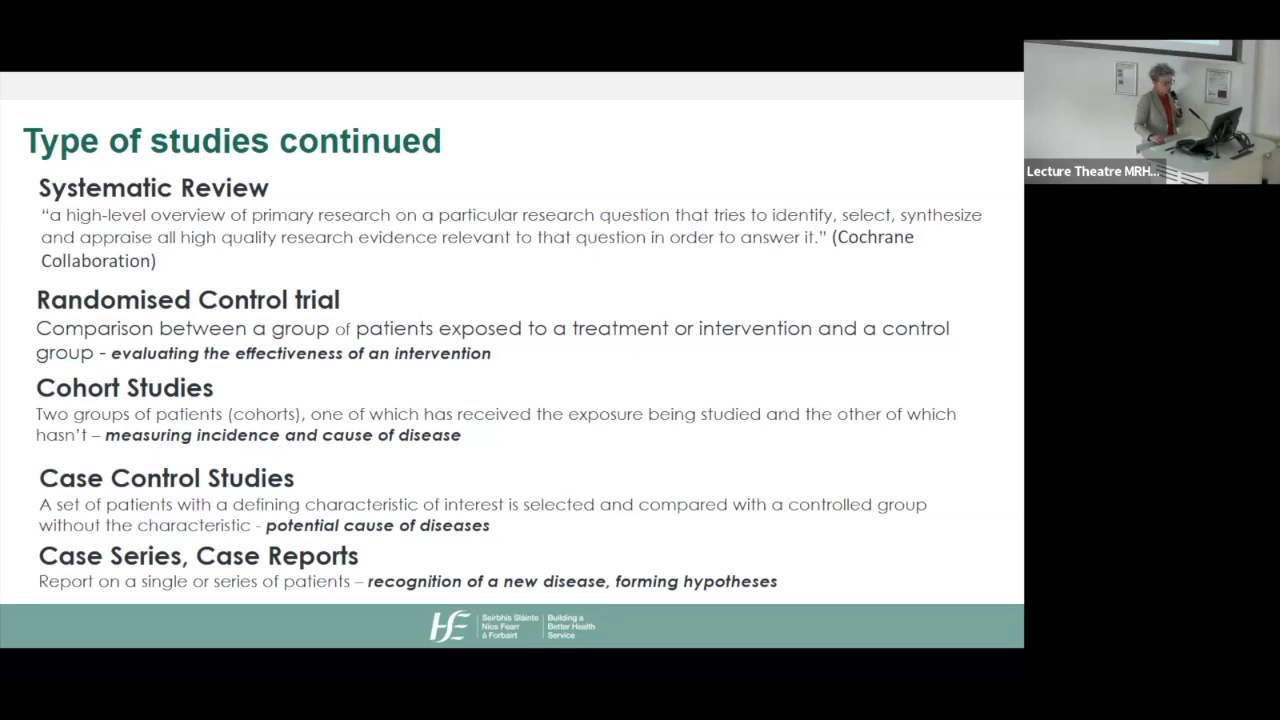 Type of studies continued
Systematic Review
“a high-level overview of primary research on a particular research question that tries to identify, select, synthesize
and appraise all high quality research evidence relevant to that question in order to answer it.” (Cochrane
Collaboration)
Randomised Control trial
Comparison between a group of patients exposed to a treatment or intervention and a control
group - evaluating the effectiveness of an intervention
Cohort Studies
Two groups of patients (cohorts), one of which has received the exposure being studied and the other of which
hasn’t – measuring incidence and cause of disease
Case Control Studies
A set of patients with a defining characteristic of interest is selected and compared with a controlled group
without the characteristic - potential cause of diseases
Case Series, Case Reports
Report on a single or series of patients – recognition of a new disease, forming hypotheses
HSE
Seirbhís Sláinte
Níos Fearr
á Forbairt
Building a
Better Health
Service
Lecture Theatre MRH...